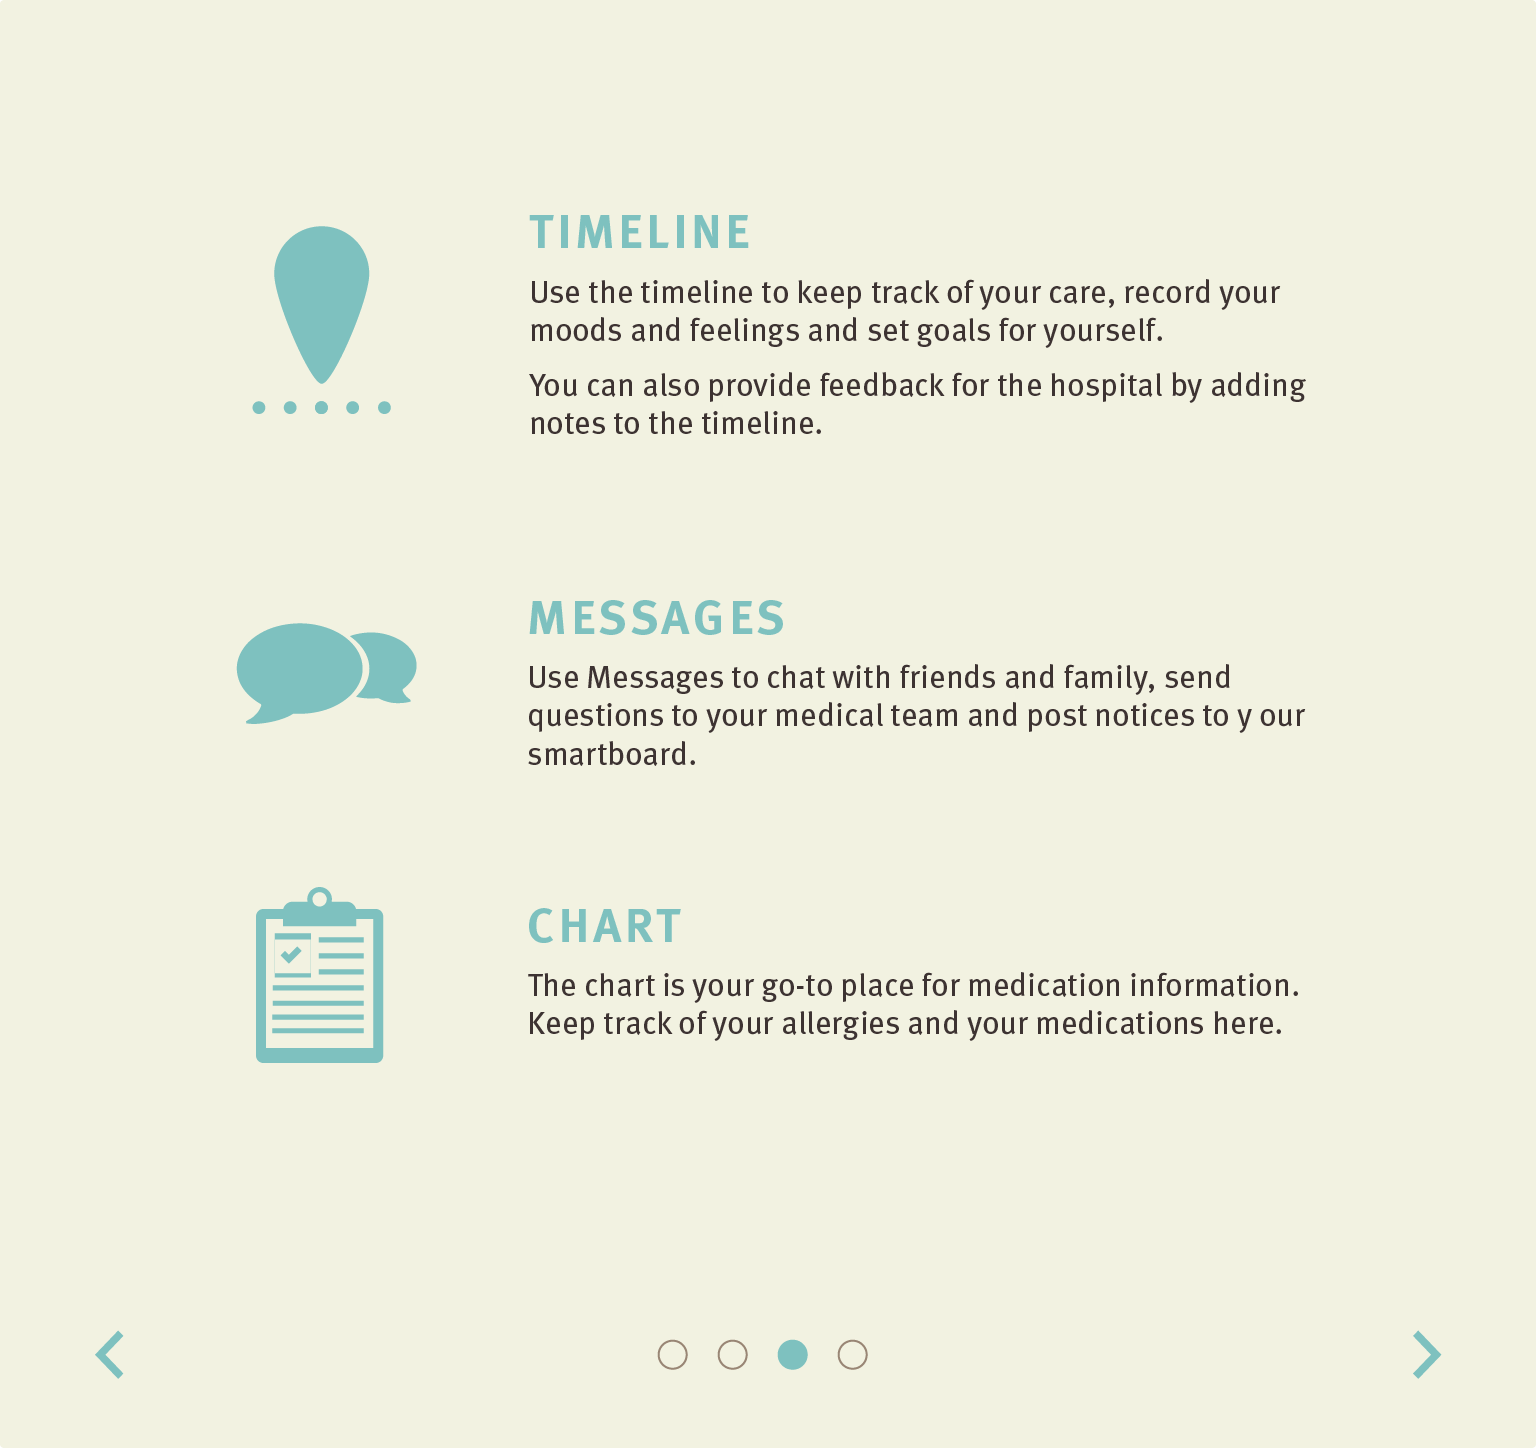 TIMELINE
Use the timeline to keep track of your care, record your
moods and feelings and set goals for yourself.
You can also provide feedback for the hospital by adding
notes to the timeline.
MESSAGES
Use Messages to chat with friends and family, send
questions to your medical team and post notices to y our
smartboard.
CHART
The chart is your go-to place for medication information.
Keep track of your allergies and your medications here.